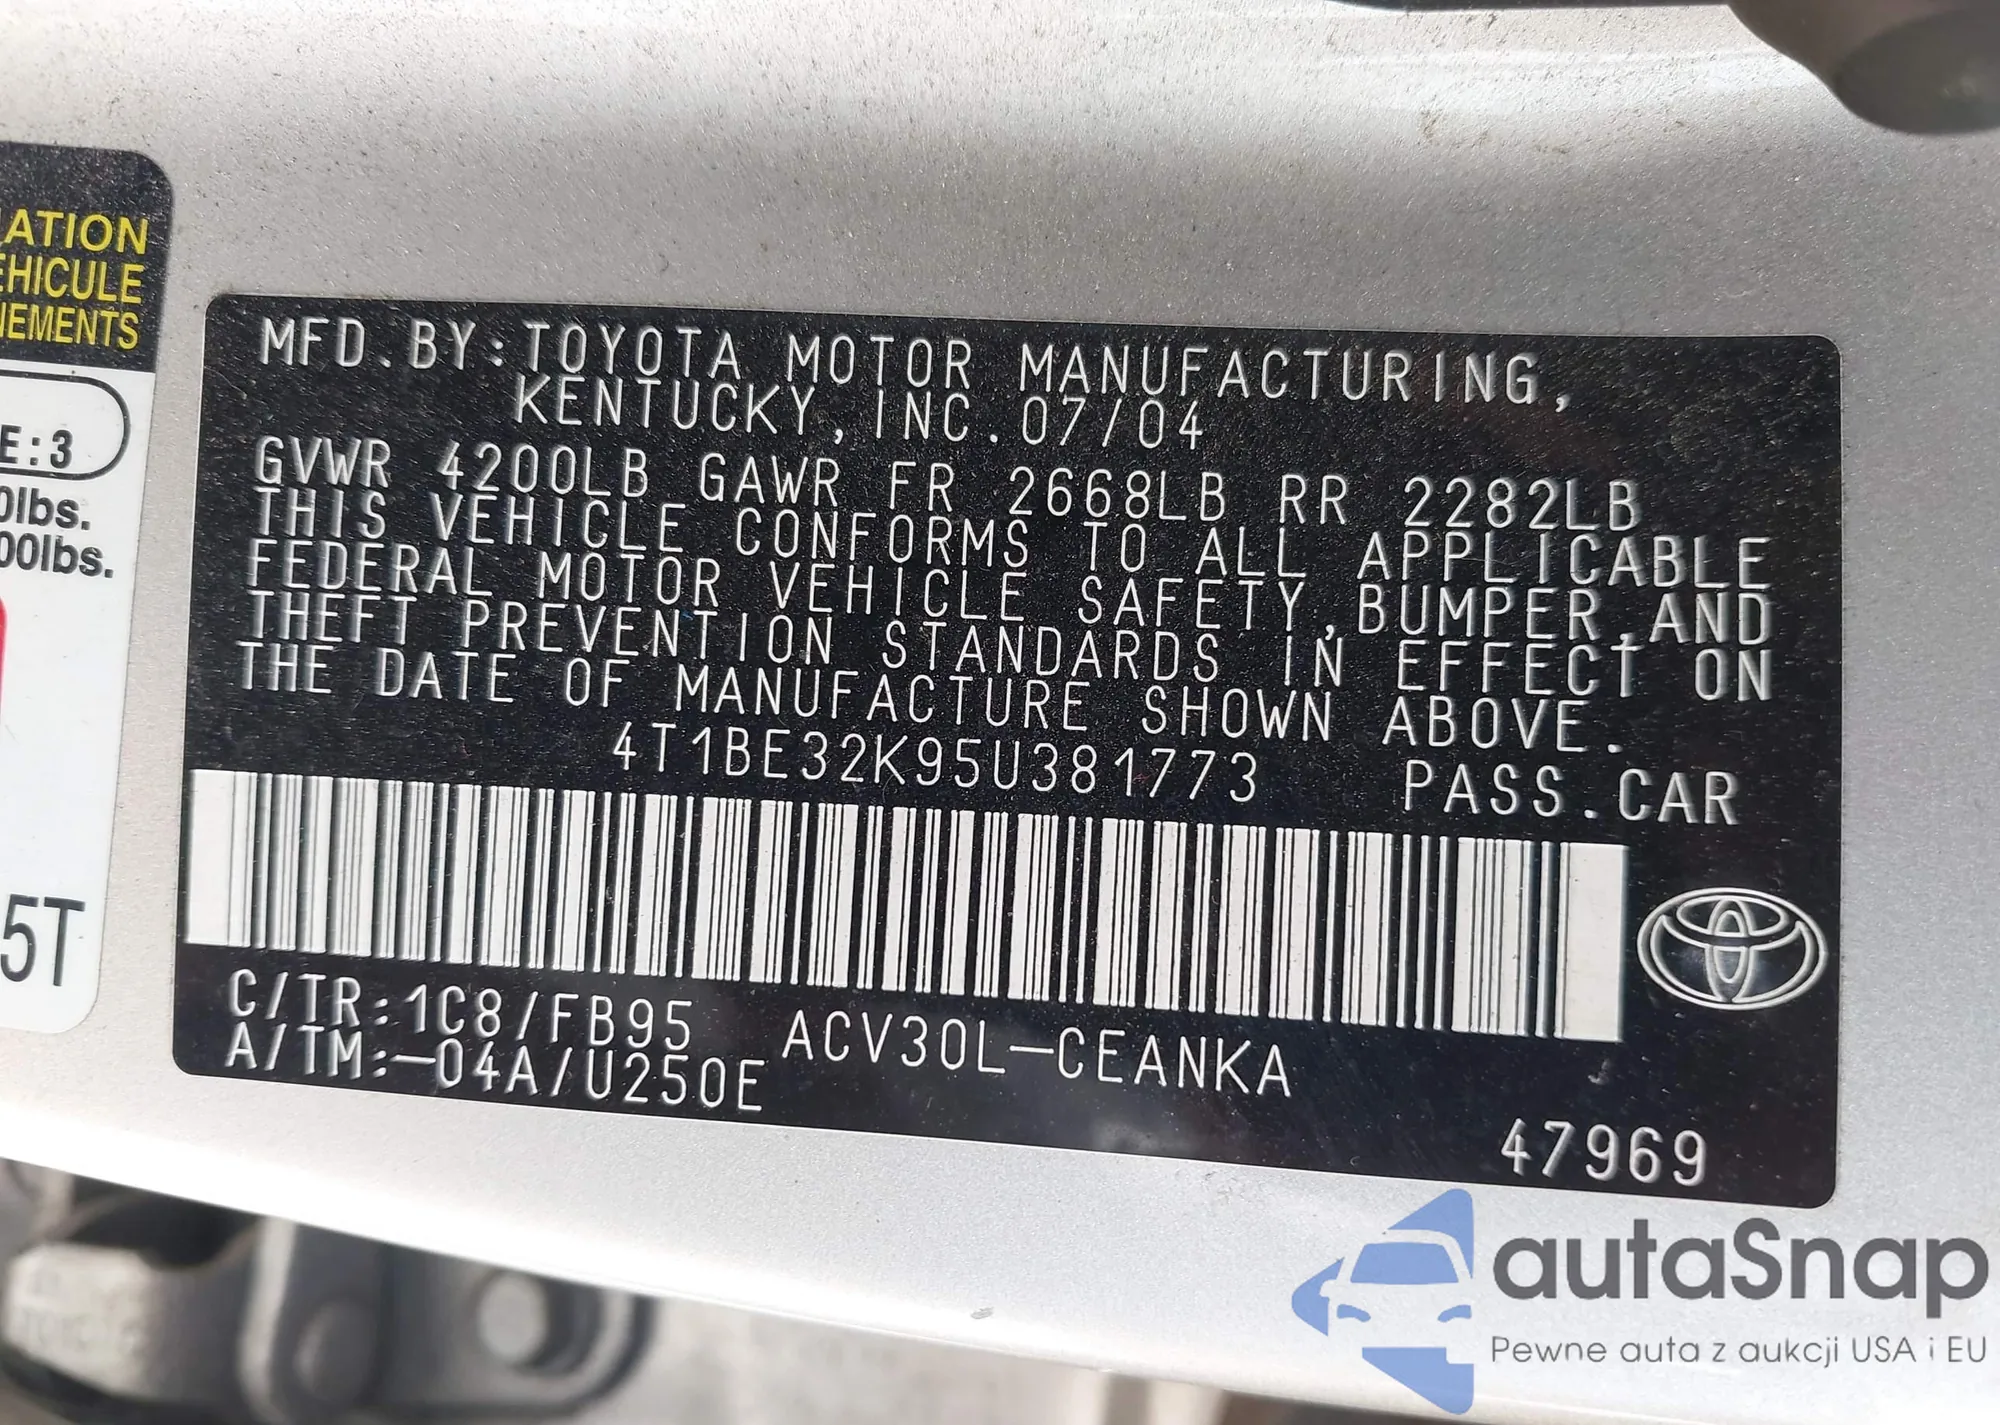 ATION
EHICULE
NEMENTS
E:3
0lbs.
00lbs.
5T
MFD.BY:TOYOTA MOTOR MANUFACTURING,
KENTUCKY,INC.07/04
GVWR 4200LB GAWR FR 2668LB RR 2282LB
THIS VEHICLE CONFORMS TO ALL APPLICABLE
FEDERAL MOTOR VEHICLE SAFETY,BUMPER,AND
THEFT PREVENTION STANDARDS IN EFFECT ON
THE DATE OF MANUFACTURE SHOWN ABOVE.
4T1BE32K95U381773 PASS.CAR
C/TR:1C8/FB95 ACV30L-CEANKA
A/TM:-04A/U250E
47969
autaSnap
Pewne auta z aukcji USA i EU